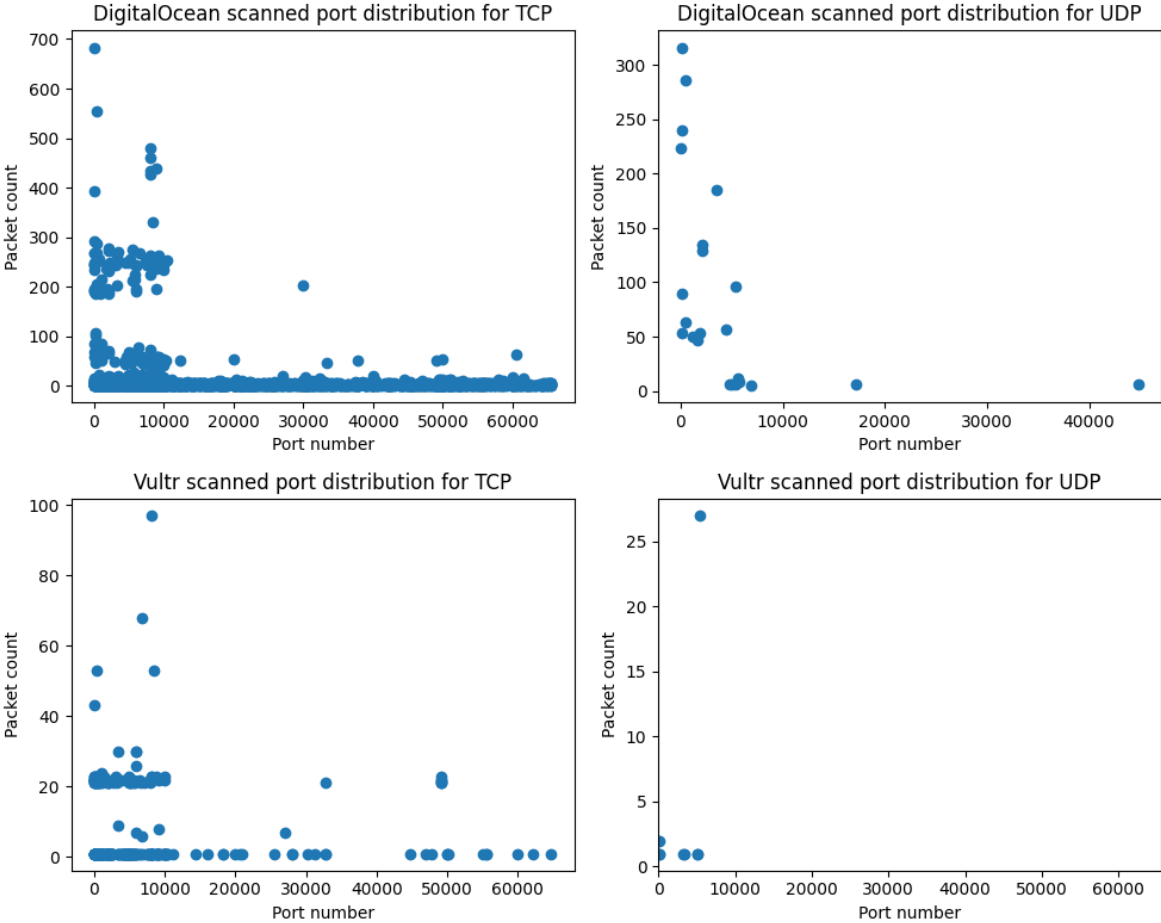 DigitalOcean scanned port distribution for TCP
700
600
500
400
300
200
100
0
Packet count
0 10000 20000 30000 40000 50000 60000
Port number
DigitalOcean scanned port distribution for UDP
300
250
200
150
100
50
0
Packet count
0 10000 20000 30000 40000
Port number
Vultr scanned port distribution for TCP
100
80
60
40
20
0
Packet count
0 10000 20000 30000 40000 50000 60000
Port number
Vultr scanned port distribution for UDP
25
20
15
10
5
0
Packet count
0 10000 20000 30000 40000 50000 60000
Port number